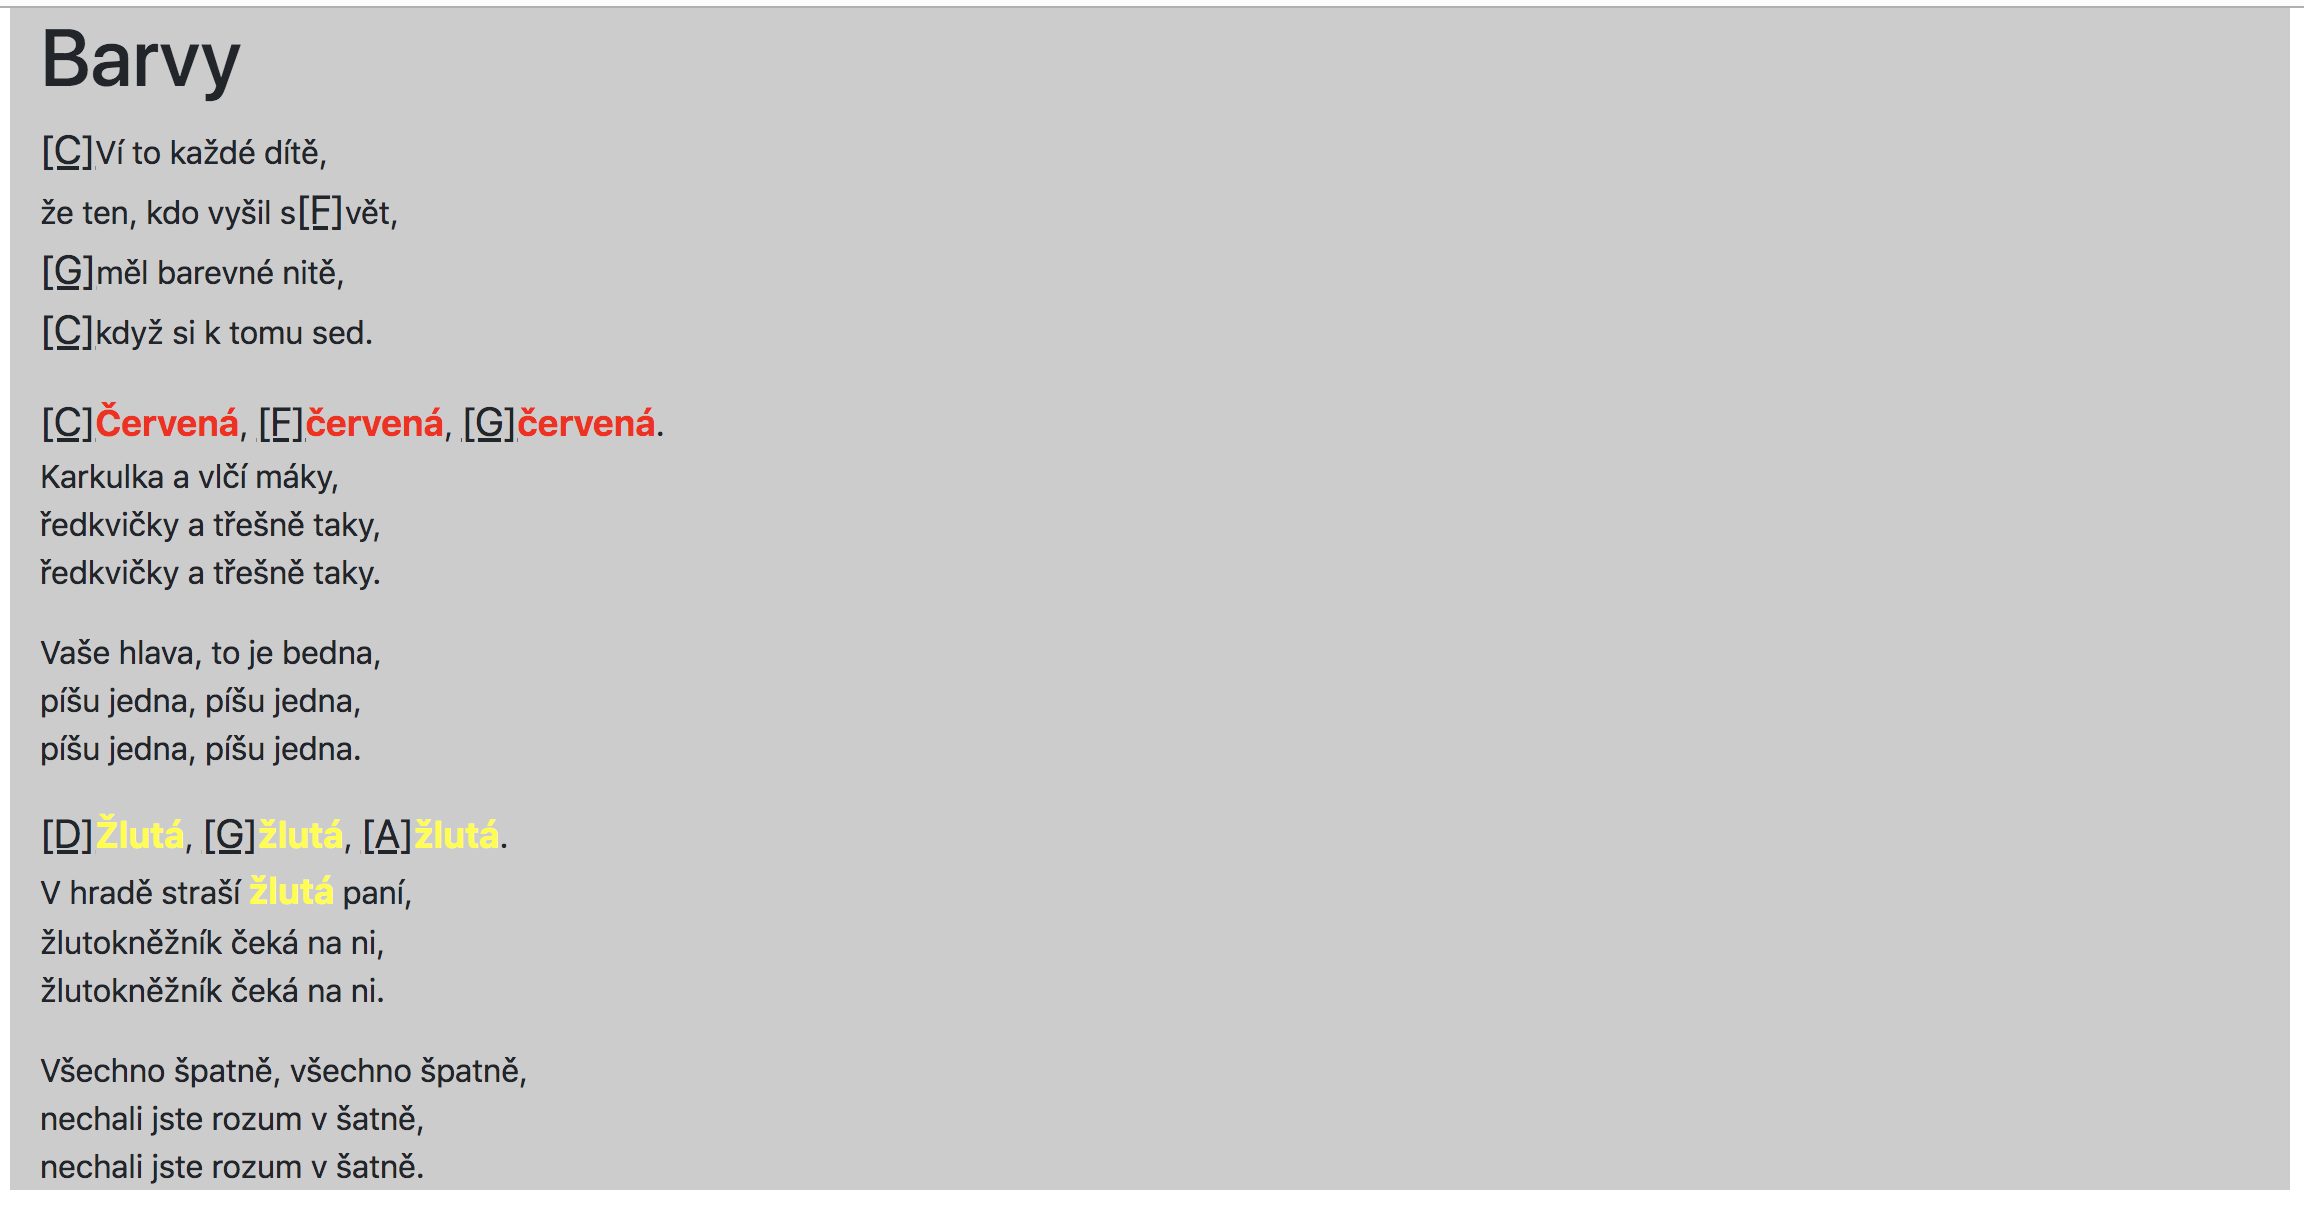 Barvy
[C]Ví to každé dítě,
že ten, kdo vyšil s[F]vět,
[G]měl barevné nitě,
[C]když si k tomu sed.
[C]Červená, [F]červená, [G]červená.
Karkulka a vlčí máky,
ředkvičky a třešně taky,
ředkvičky a třešně taky.
Vaše hlava, to je bedna,
píšu jedna, píšu jedna,
píšu jedna, píšu jedna.
[D]Žlutá, [G]žlutá, [A]žlutá.
V hradě straší žlutá paní,
žlutokněžník čeká na ni,
žlutokněžník čeká na ni.
Všechno špatně, všechno špatně,
nechali jste rozum v šatně,
nechali jste rozum v šatně.